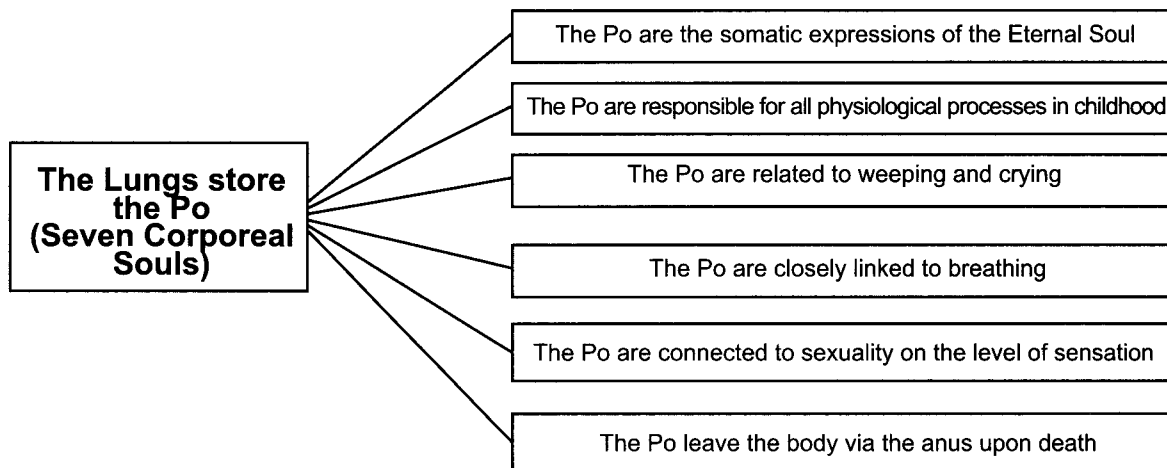 The Lungs store
the Po
(Seven Corporeal
Souls)
The Po are the somatic expressions of the Eternal Soul
The Po are responsible for all physiological processes in childhood
The Po are related to weeping and crying
The Po are closely linked to breathing
The Po are connected to sexuality on the level of sensation
The Po leave the body via the anus upon death